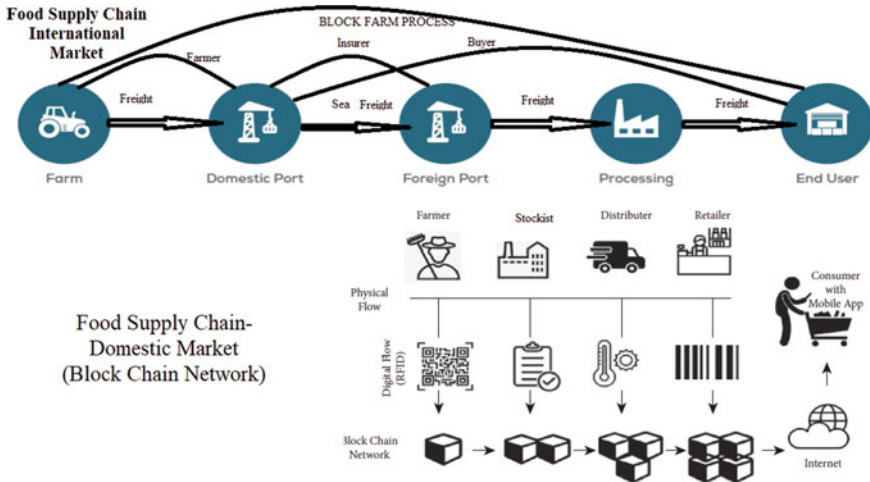 Food Supply Chain
International
Market
BLOCK FARM PROCESS
Farmer
Insurer
Buyer
Freight
Sea Freight
Freight
Freight
Farm
Domestic Port
Foreign Port
Processing
End User
Farmer
Stockist
Distributer
Retailer
Physical
Flow
Consumer
with
Mobile App
Food Supply Chain-
Domestic Market
(Block Chain Network)
Digital Flow
(RFID)
Block Chain
Network
Internet